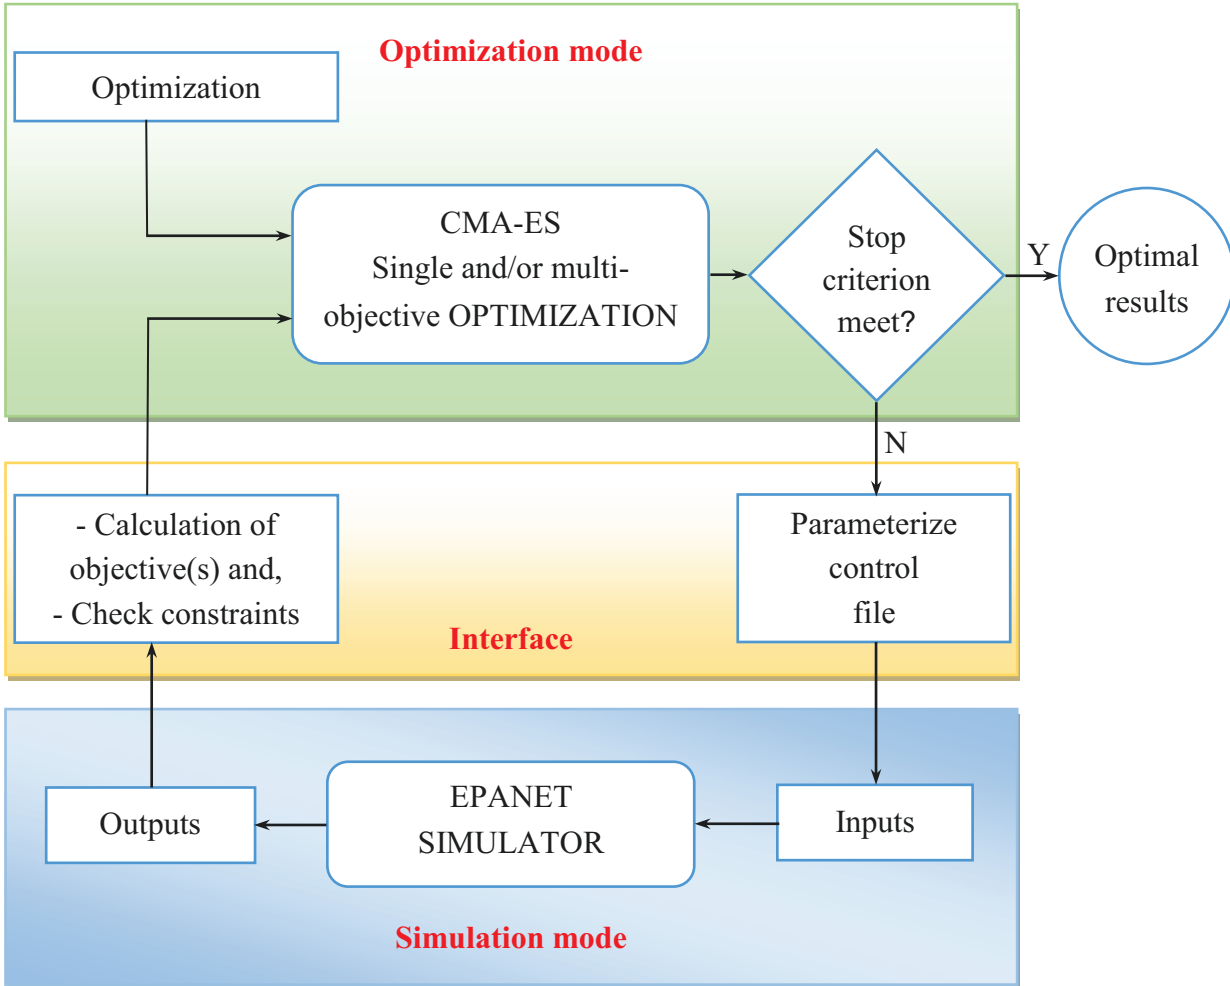 Optimization mode
Optimization
CMA-ES
Single and/or multi-
objective OPTIMIZATION
Stop
criterion
meet?
Y
Optimal
results
N
- Calculation of
objective(s) and,
- Check constraints
Interface
Parameterize
control
file
Outputs
EPANET
SIMULATOR
Inputs
Simulation mode